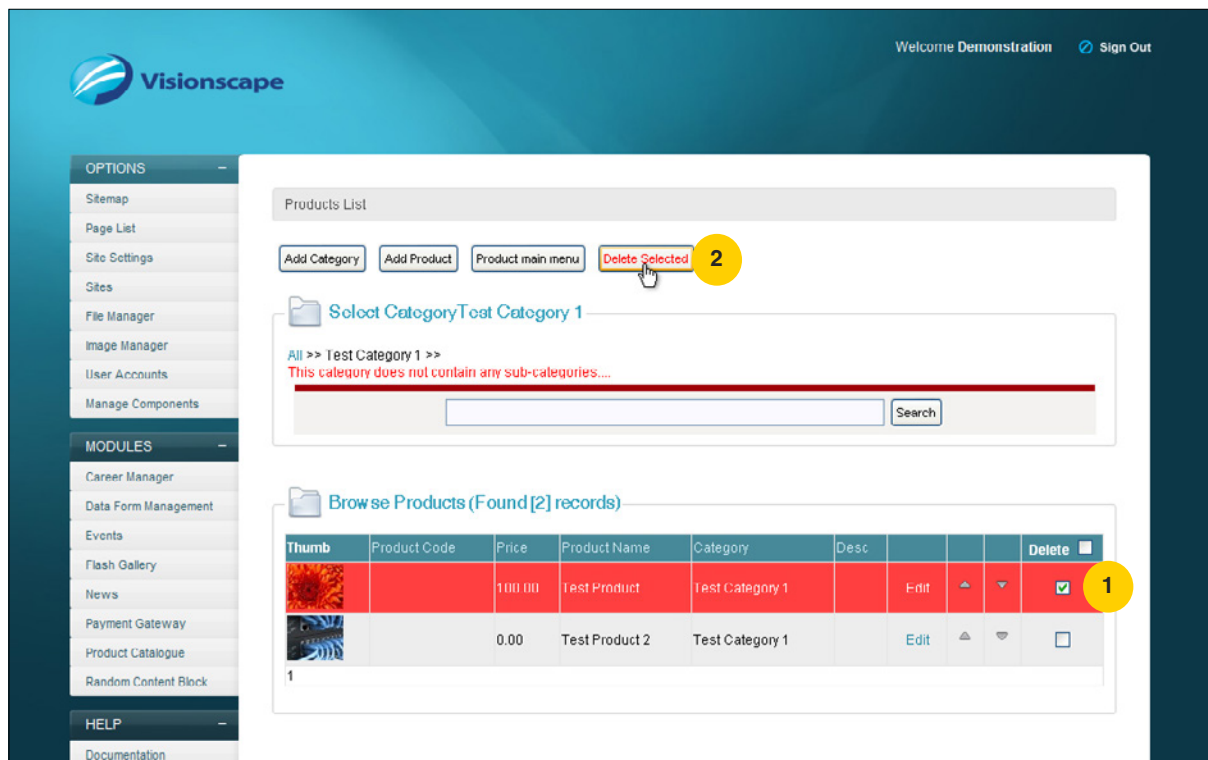 Welcome Demonstration Sign Out
Visionscape
OPTIONS –
Sitemap
Page List
Site Settings
Sites
File Manager
Image Manager
User Accounts
Manage Components
MODULES –
Career Manager
Data Form Management
Events
Flash Gallery
News
Payment Gateway
Product Catalogue
Random Content Block
HELP –
Documentation
Products List
Add Category Add Product Product main menu Delete Selected 2
Select CategoryTest Category 1
All >> Test Category 1 >>
This category does not contain any sub-categories....
Search
Browse Products (Found [2] records)
Thumb Product Code Price Product Name Category Desc Delete
100.00 Test Product Test Category 1 Edit 1
0.00 Test Product 2 Test Category 1 Edit
1